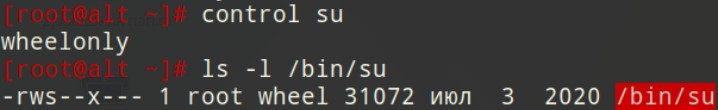 [root@alt ~]# control su
wheelonly
[root@alt ~]# ls -l /bin/su
-rws--x--- 1 root wheel 31072 июл  3  2020 /bin/su